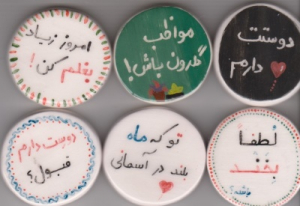 دوستت
دارم
مواظب
گلدون باش!
امروز زیاد
بغلم کن!
لطفا
بخند
تو که ماه
بلند در آسمانی
دوستت دارم
قبول؟